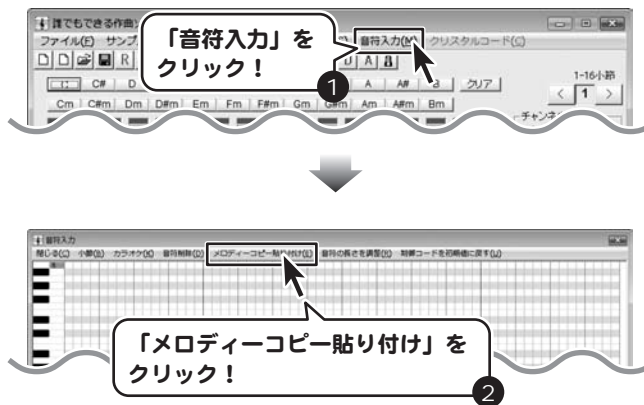 誰でもできる作曲
ファイル(F) サンプ
音符入力(M) クリスタルコード(C)
「音符入力」を
クリック！
1
R
A
C C# D
A A# クリア
1-16小節
< 1 >
Cm C#m Dm D#m Em Fm F#m Gm G#m Am A#m Bm
チャンネ
音符入力
閉じる(C) 小節(B) カラオケ(K) 音符削除(D) メロディーコピー貼り付け(E) 音符の長さを調整(R) 制御コードを初期値に戻す(U)
「メロディーコピー貼り付け」を
クリック！
2